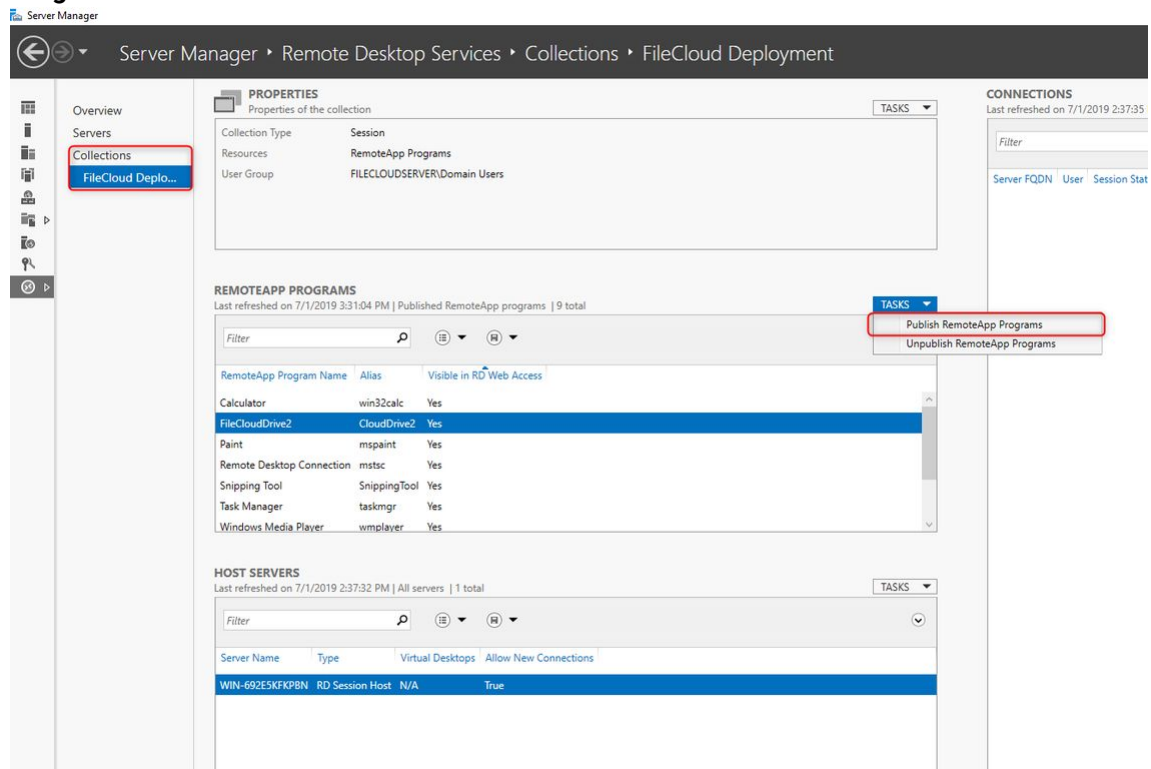 Server Manager
Server Manager ‣ Remote Desktop Services ‣ Collections ‣ FileCloud Deployment
Overview
Servers
Collections
FileCloud Deplo...
PROPERTIES
Properties of the collection
TASKS
Collection Type Session
Resources RemoteApp Programs
User Group FILECLOUDSERVER\Domain Users
CONNECTIONS
Last refreshed on 7/1/2019 2:37:35
Filter
Server FQDN User Session Stat
REMOTEAPP PROGRAMS
Last refreshed on 7/1/2019 3:31:04 PM | Published RemoteApp programs | 9 total
TASKS
Publish RemoteApp Programs
Unpublish RemoteApp Programs
Filter
RemoteApp Program Name Alias Visible in RD Web Access
Calculator win32calc Yes
FileCloudDrive2 CloudDrive2 Yes
Paint mspaint Yes
Remote Desktop Connection mstsc Yes
Snipping Tool SnippingTool Yes
Task Manager taskmgr Yes
Windows Media Player wmplayer Yes
HOST SERVERS
Last refreshed on 7/1/2019 2:37:32 PM | All servers | 1 total
TASKS
Filter
Server Name Type Virtual Desktops Allow New Connections
WIN-692E5KFKPBN RD Session Host N/A True